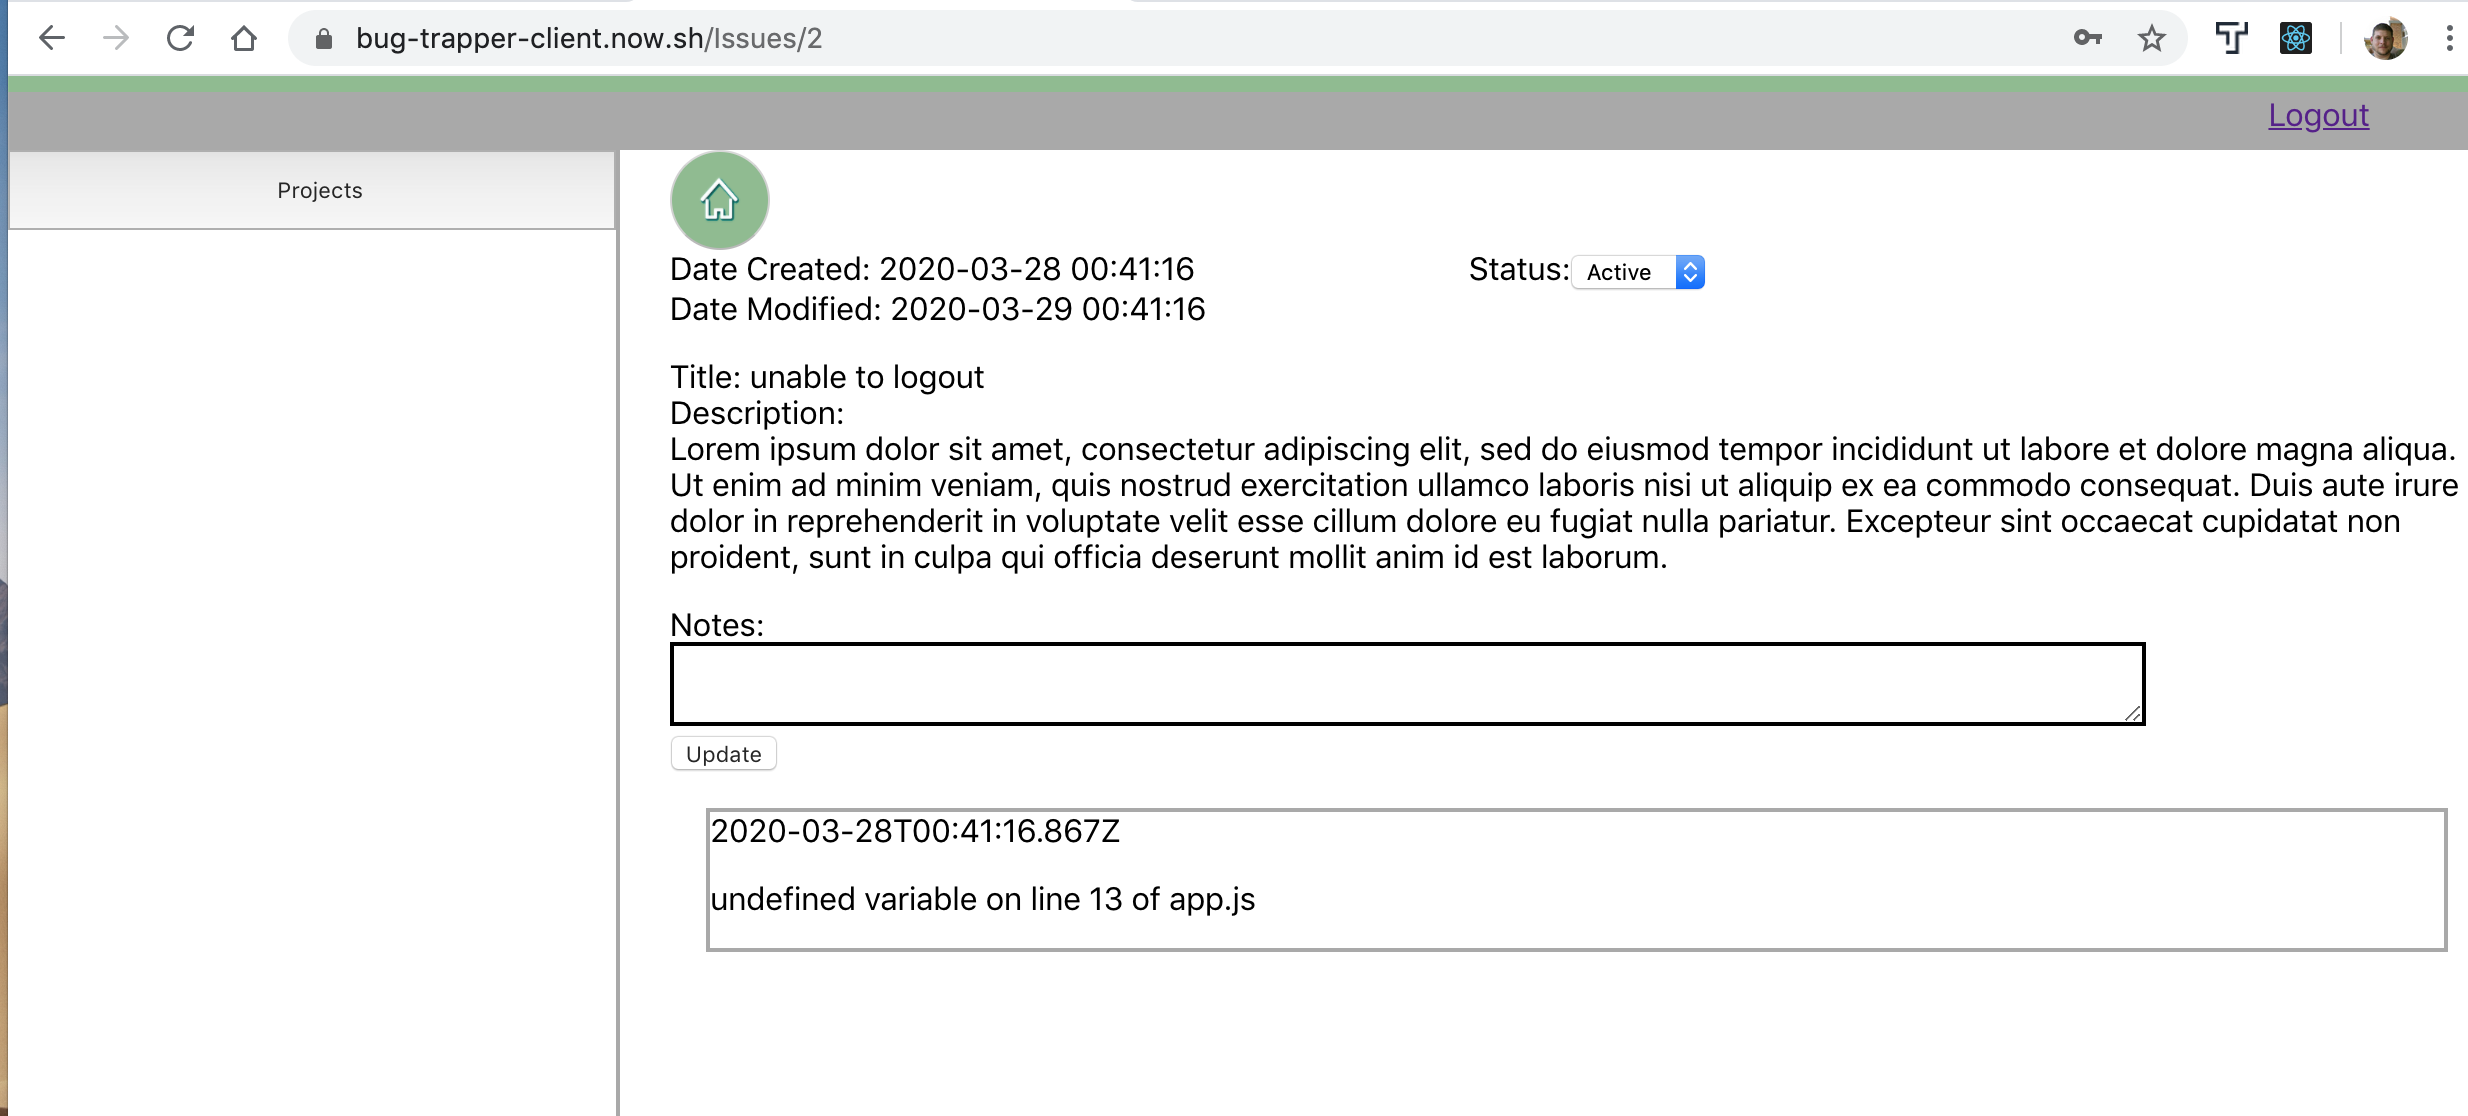 bug-trapper-client.now.sh/Issues/2
Logout
Projects
Date Created: 2020-03-28 00:41:16
Status: Active
Date Modified: 2020-03-29 00:41:16
Title: unable to logout
Description:
Lorem ipsum dolor sit amet, consectetur adipiscing elit, sed do eiusmod tempor incididunt ut labore et dolore magna aliqua.
Ut enim ad minim veniam, quis nostrud exercitation ullamco laboris nisi ut aliquip ex ea commodo consequat. Duis aute irure
dolor in reprehenderit in voluptate velit esse cillum dolore eu fugiat nulla pariatur. Excepteur sint occaecat cupidatat non
proident, sunt in culpa qui officia deserunt mollit anim id est laborum.
Notes:
Update
2020-03-28T00:41:16.867Z
undefined variable on line 13 of app.js